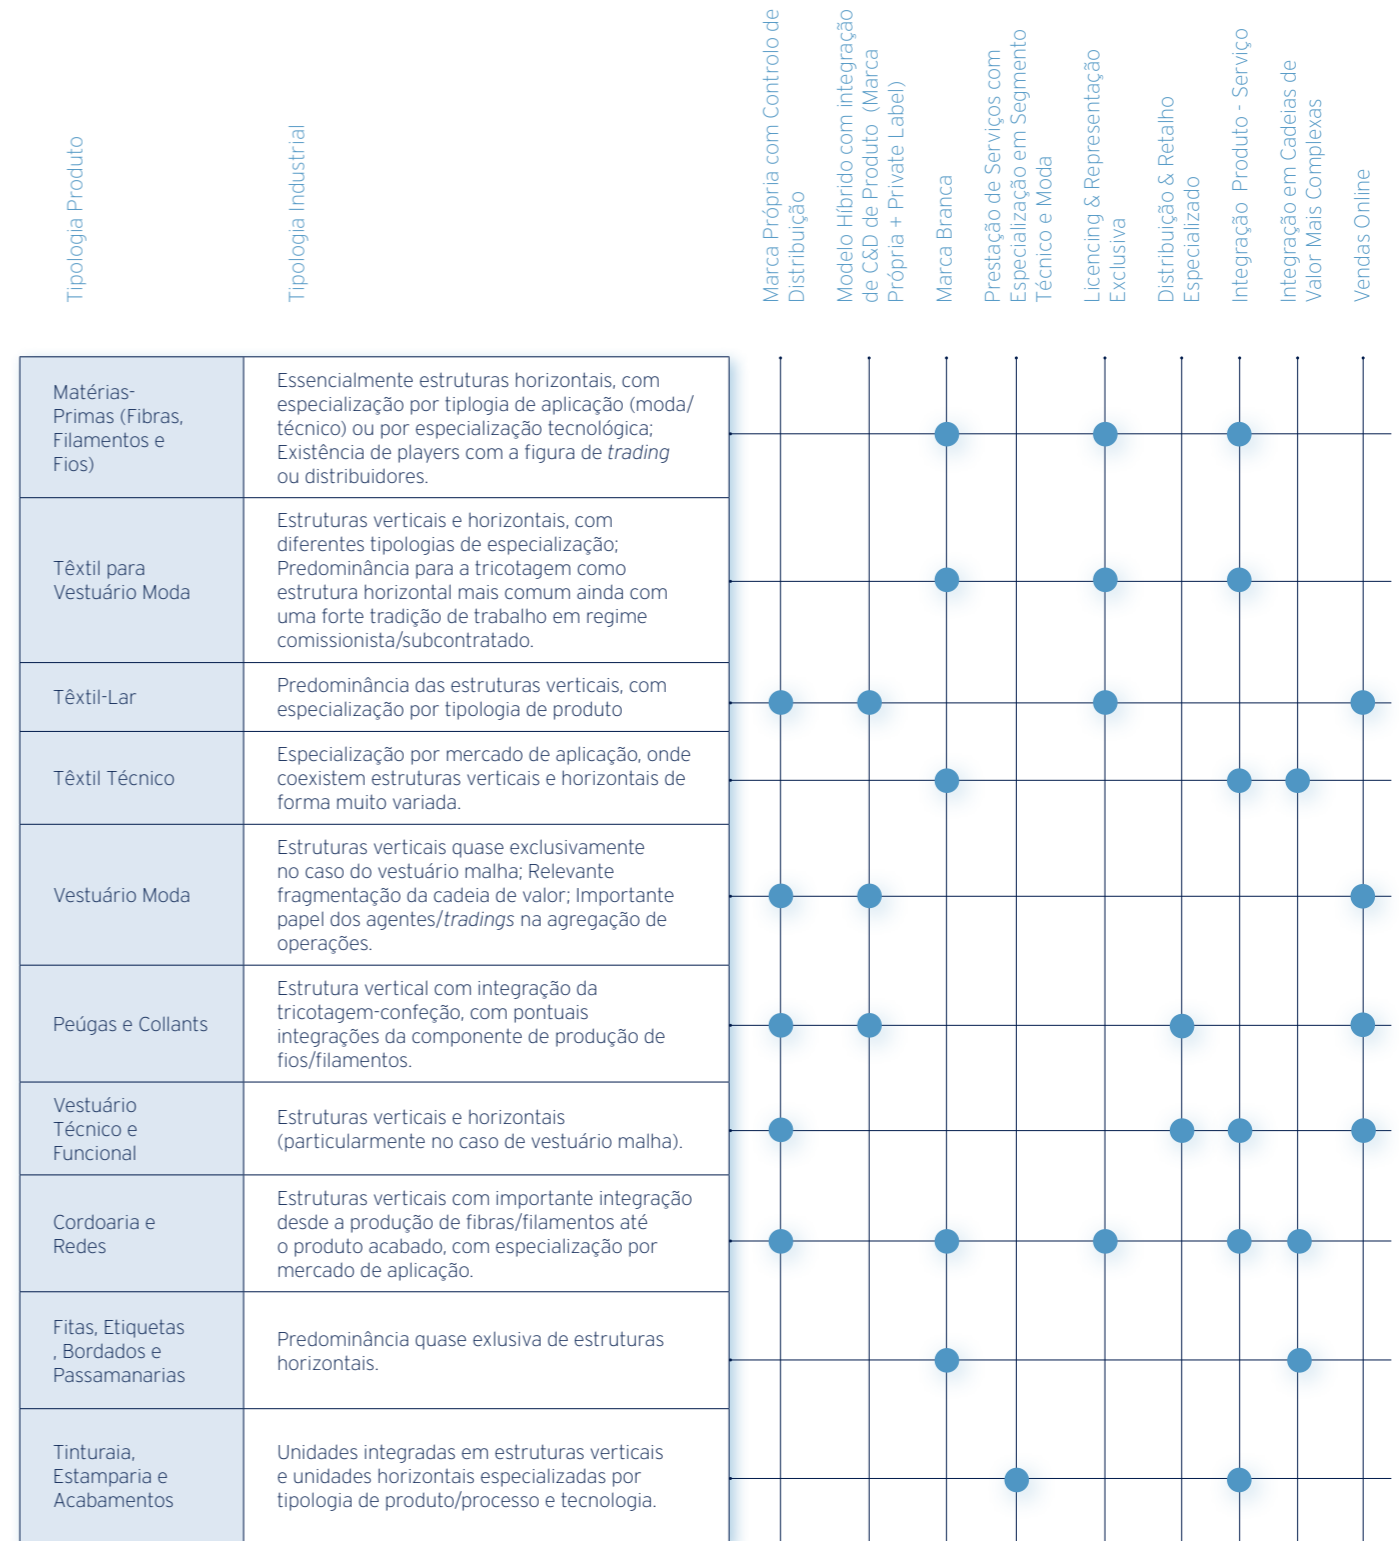 Tipologia Produto
Tipologia Industrial
Marca Própria com Controlo de
Distribuição
Modelo Híbrido com integração
de C&D de Produto (Marca
Própria + Private Label)
Marca Branca
Prestação de Serviços com
Especialização em Segmento
Técnico e Moda
Licencing & Representação
Exclusiva
Distribuição & Retalho
Especializado
Integração Produto - Serviço
Integração em Cadeias de
Valor Mais Complexas
Vendas Online
Matérias-
Primas (Fibras,
Filamentos e
Fios)
Essencialmente estruturas horizontais, com
especialização por tiplogia de aplicação (moda/
técnico) ou por especialização tecnológica;
Existência de players com a figura de trading
ou distribuidores.
Têxtil para
Vestuário Moda
Estruturas verticais e horizontais, com
diferentes tipologias de especialização;
Predominância para a tricotagem como
estrutura horizontal mais comum ainda com
uma forte tradição de trabalho em regime
comissionista/subcontratado.
Têxtil-Lar
Predominância das estruturas verticais, com
especialização por tipologia de produto
Têxtil Técnico
Especialização por mercado de aplicação, onde
coexistem estruturas verticais e horizontais de
forma muito variada.
Vestuário Moda
Estruturas verticais quase exclusivamente
no caso do vestuário malha; Relevante
fragmentação da cadeia de valor; Importante
papel dos agentes/tradings na agregação de
operações.
Peúgas e Collants
Estrutura vertical com integração da
tricotagem-confeção, com pontuais
integrações da componente de produção de
fios/filamentos.
Vestuário
Técnico e
Funcional
Estruturas verticais e horizontais
(particularmente no caso de vestuário malha).
Cordoaria e
Redes
Estruturas verticais com importante integração
desde a produção de fibras/filamentos até
o produto acabado, com especialização por
mercado de aplicação.
Fitas, Etiquetas
, Bordados e
Passamanarias
Predominância quase exlusiva de estruturas
horizontais.
Tinturaia,
Estamparia e
Acabamentos
Unidades integradas em estruturas verticais
e unidades horizontais especializadas por
tipologia de produto/processo e tecnologia.